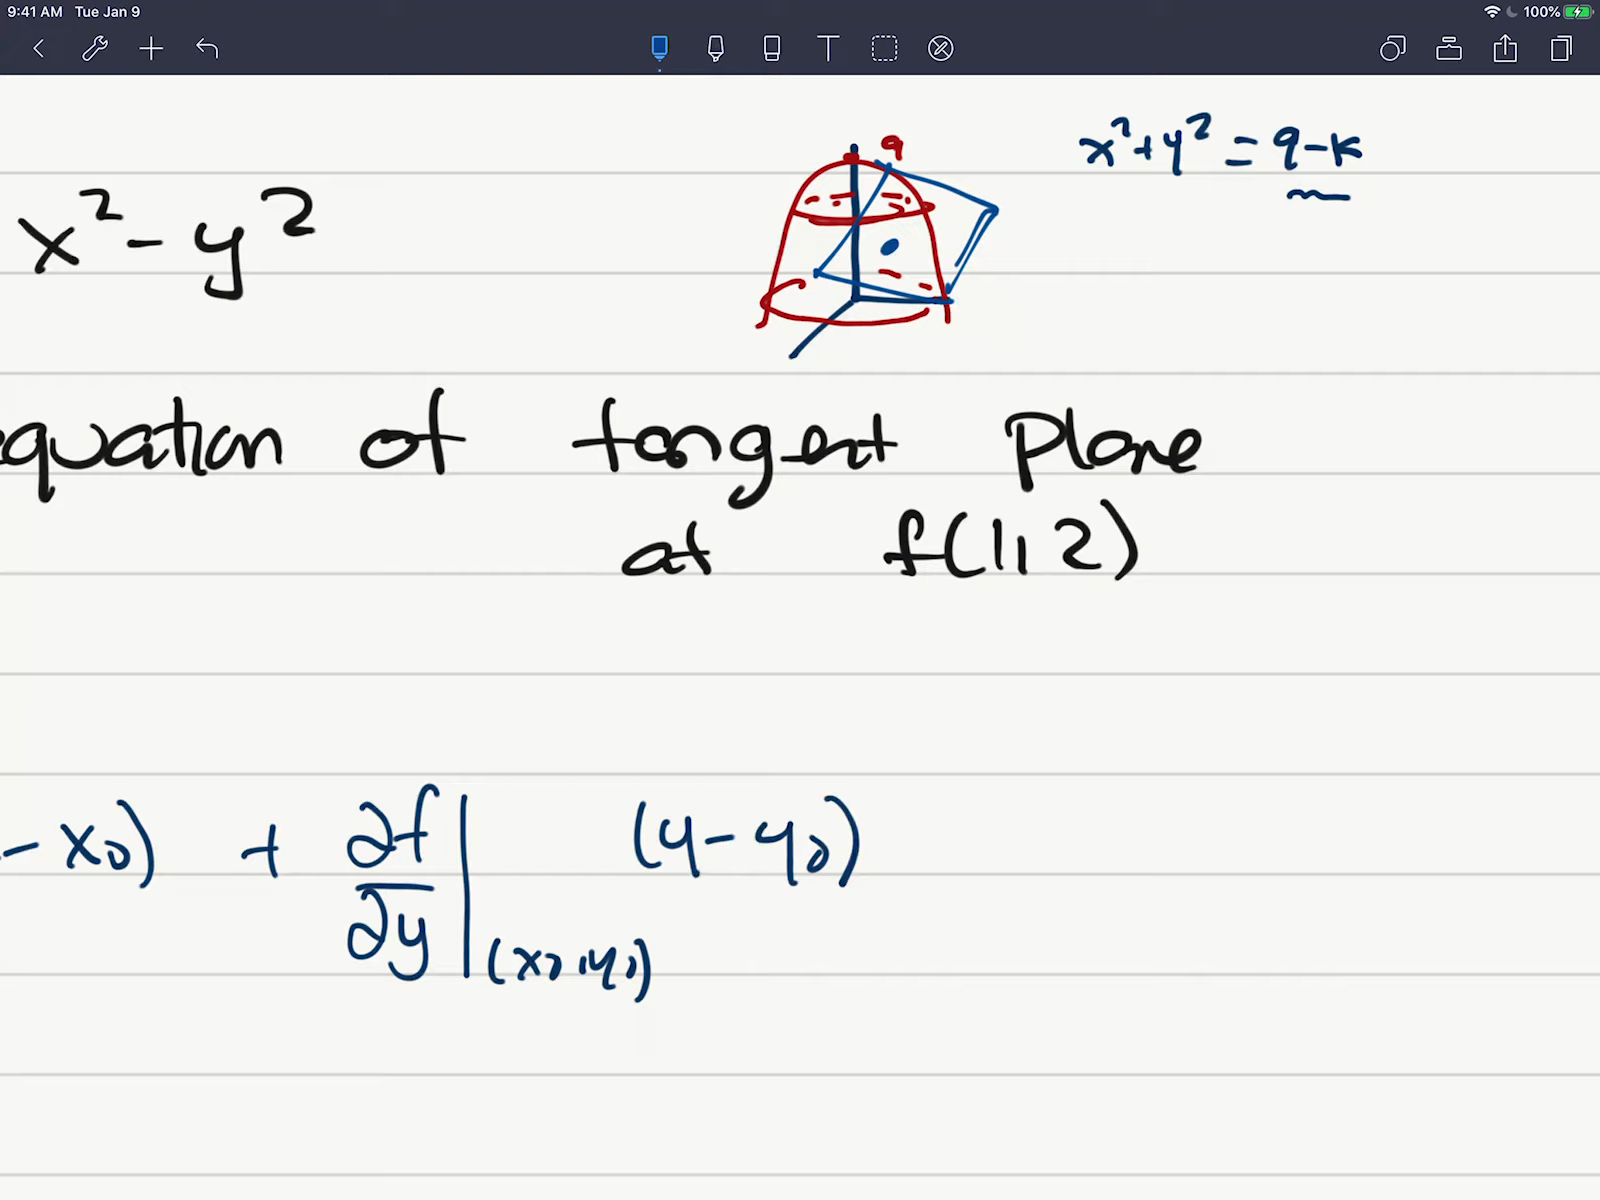 9:41 AM Tue Jan 9 100%
9 x²+y² = 9-k
x² - y²
equation of tangent plane
at f(1, 2)
- x₀) + ∂f/∂y |(x₀, y₀) (y - y₀)